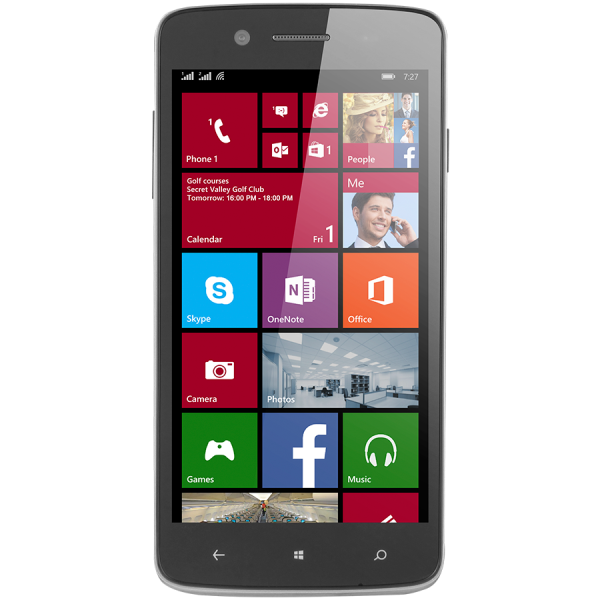 7:27
1
Phone 1
1
People
Golf courses
Secret Valley Golf Club
Tomorrow: 16:00 PM - 18:00 PM
Calendar
Fri 1
Me
Skype
OneNote
Office
Camera
Photos
Games
Music